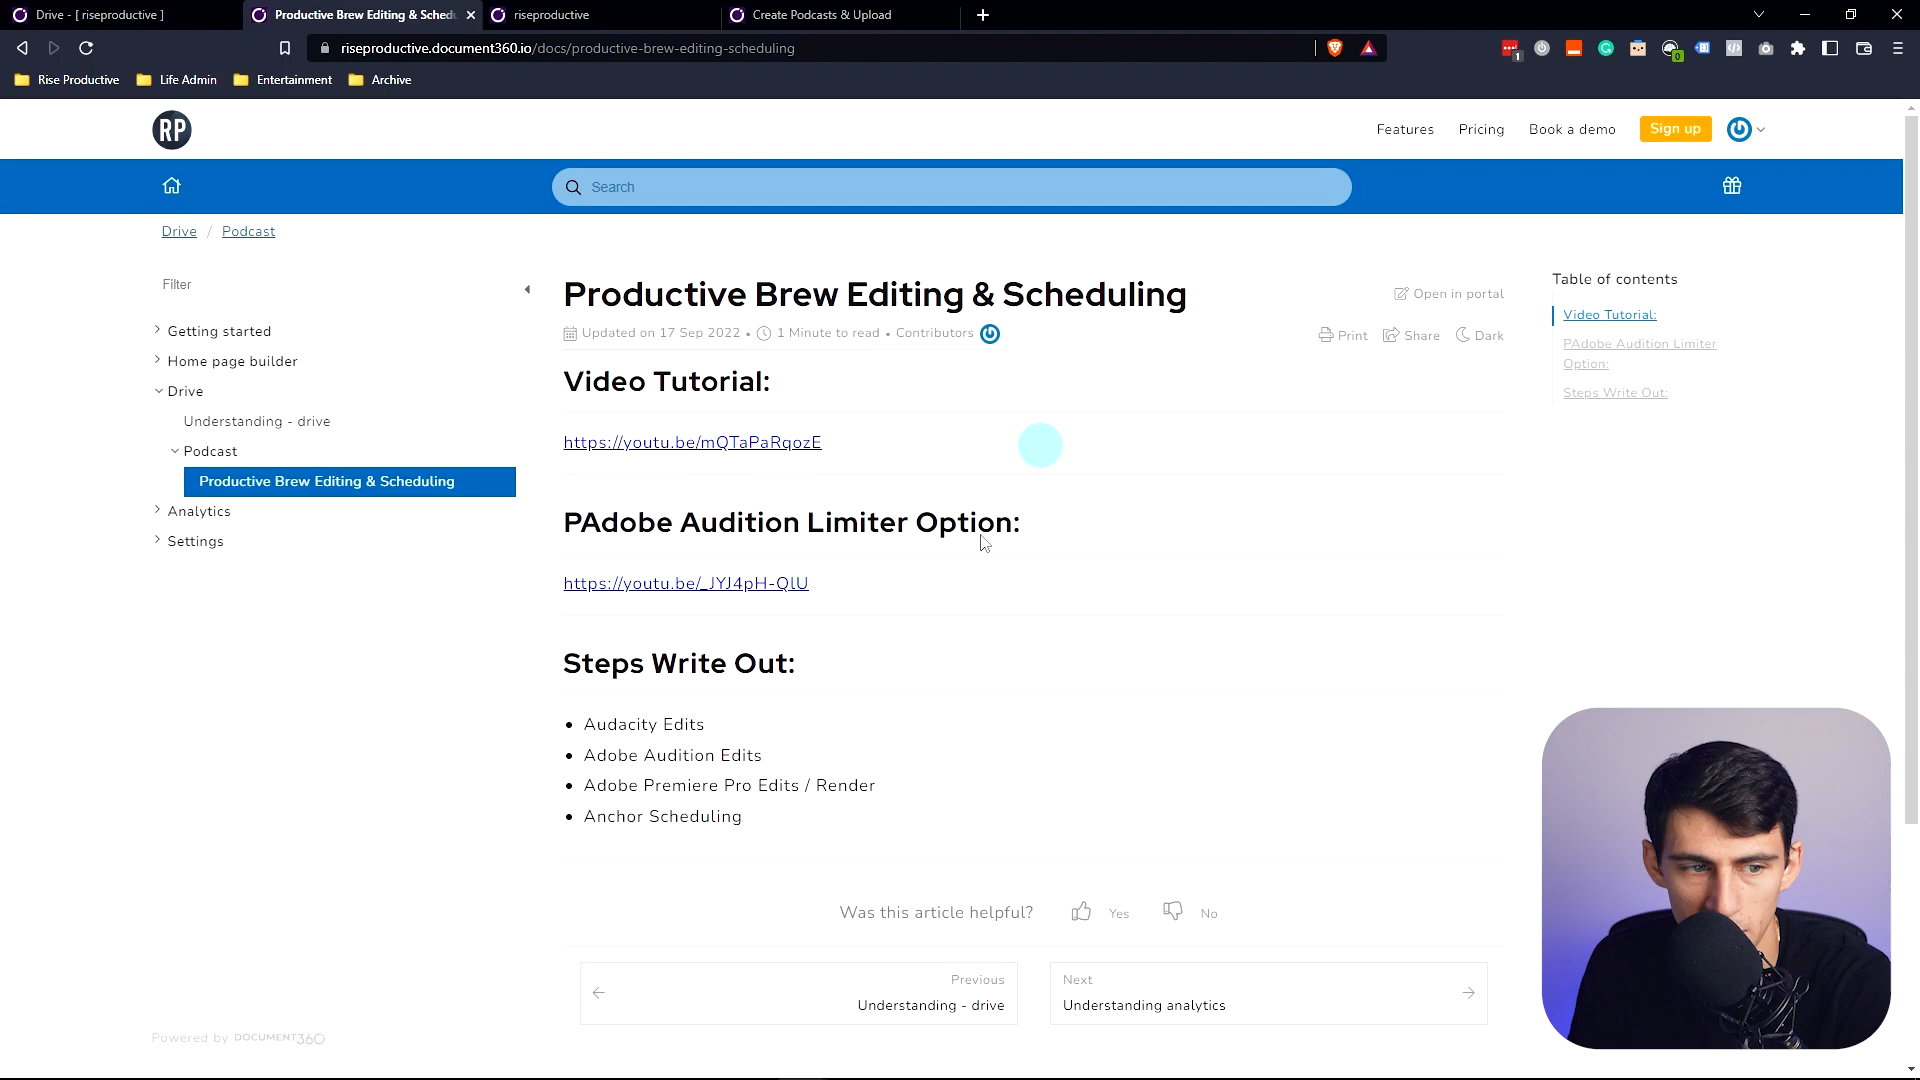 Drive - [ riseproductive ]
Productive Brew Editing & Schedu
riseproductive
Create Podcasts & Upload
riseproductive.document360.io/docs/productive-brew-editing-scheduling
1
0
Rise Productive
Life Admin
Entertainment
Archive
RP
Features
Pricing
Book a demo
Sign up
Search
Drive / Podcast
Filter
Getting started
Home page builder
Drive
Understanding - drive
Podcast
Productive Brew Editing & Scheduling
Analytics
Settings
Productive Brew Editing & Scheduling
Open in portal
Updated on 17 Sep 2022 • 1 Minute to read • Contributors
Print
Share
Dark
Video Tutorial:
https://youtu.be/mQTaPaRqozE
PAdobe Audition Limiter Option:
https://youtu.be/_JYJ4pH-QlU
Steps Write Out:
• Audacity Edits
• Adobe Audition Edits
• Adobe Premiere Pro Edits / Render
• Anchor Scheduling
Was this article helpful?
Yes
No
Previous
Understanding - drive
Next
Understanding analytics
Table of contents
Video Tutorial:
PAdobe Audition Limiter
Option:
Steps Write Out:
Powered by DOCUMENT360